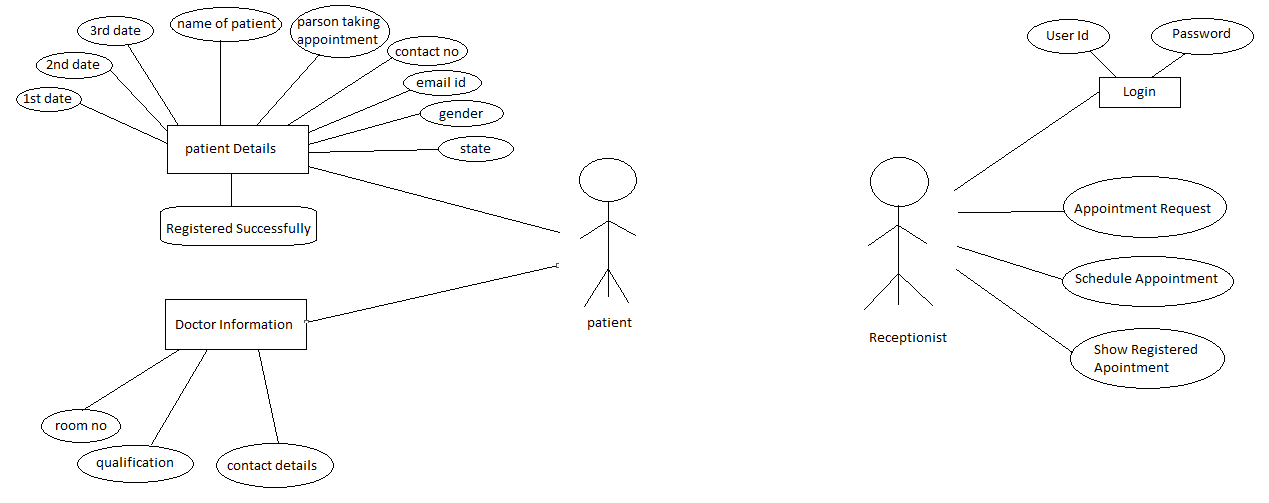 name of patient
parson taking
appointment
3rd date
contact no
2nd date
email id
1st date
gender
patient Details
state
Registered Successfully
Doctor Information
patient
room no
qualification
contact details
User Id
Password
Login
Appointment Request
Schedule Appointment
Receptionist
Show Registered
Apointment